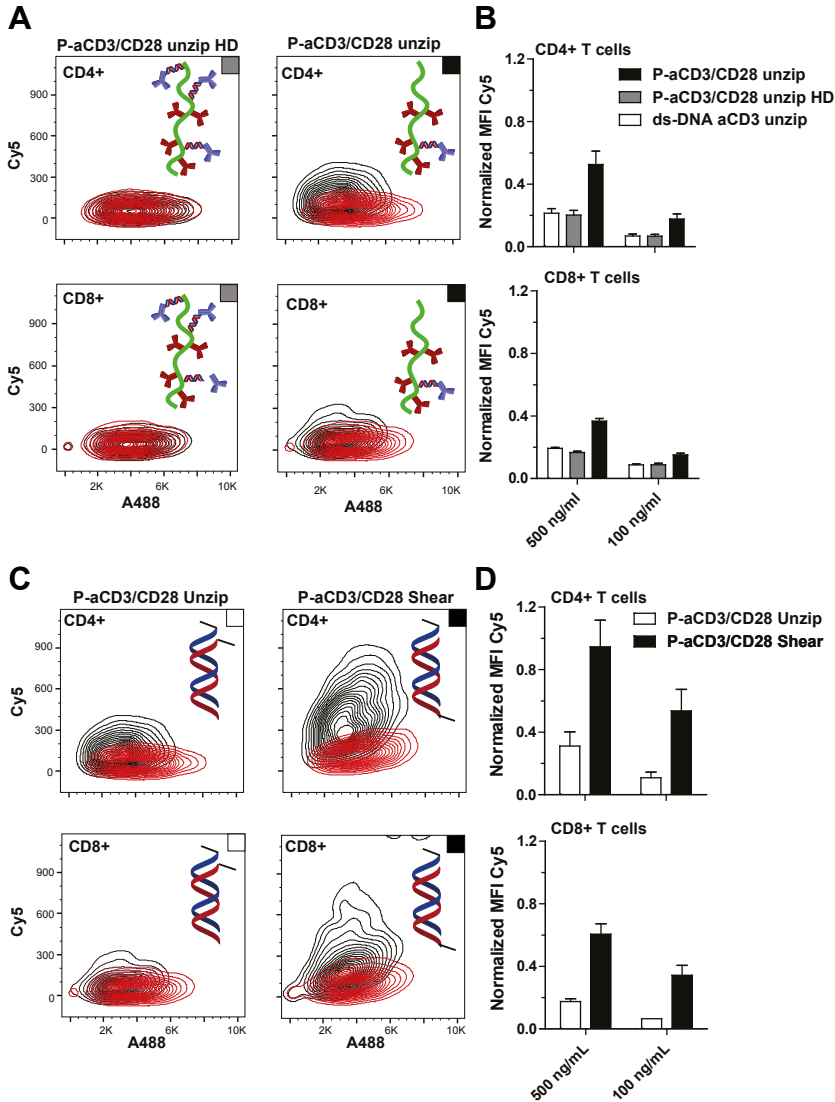 A
P-aCD3/CD28 unzip HD
P-aCD3/CD28 unzip
CD4+
CD4+
Cy5
900
600
300
0
CD8+
CD8+
Cy5
900
600
300
0
2K
6K
10K
2K
6K
10K
A488
A488
B
CD4+ T cells
P-aCD3/CD28 unzip
P-aCD3/CD28 unzip HD
ds-DNA aCD3 unzip
Normalized MFI Cy5
1.2
0.8
0.4
0.0
CD8+ T cells
Normalized MFI Cy5
1.2
0.8
0.4
0.0
500 ng/ml
100 ng/ml
C
P-aCD3/CD28 Unzip
P-aCD3/CD28 Shear
CD4+
CD4+
Cy5
900
600
300
0
CD8+
CD8+
Cy5
900
600
300
0
2K
6K
10K
2K
6K
10K
A488
A488
D
CD4+ T cells
P-aCD3/CD28 Unzip
P-aCD3/CD28 Shear
Normalized MFI Cy5
1.2
0.8
0.4
0.0
CD8+ T cells
Normalized MFI Cy5
1.2
0.8
0.4
0.0
500 ng/mL
100 ng/mL